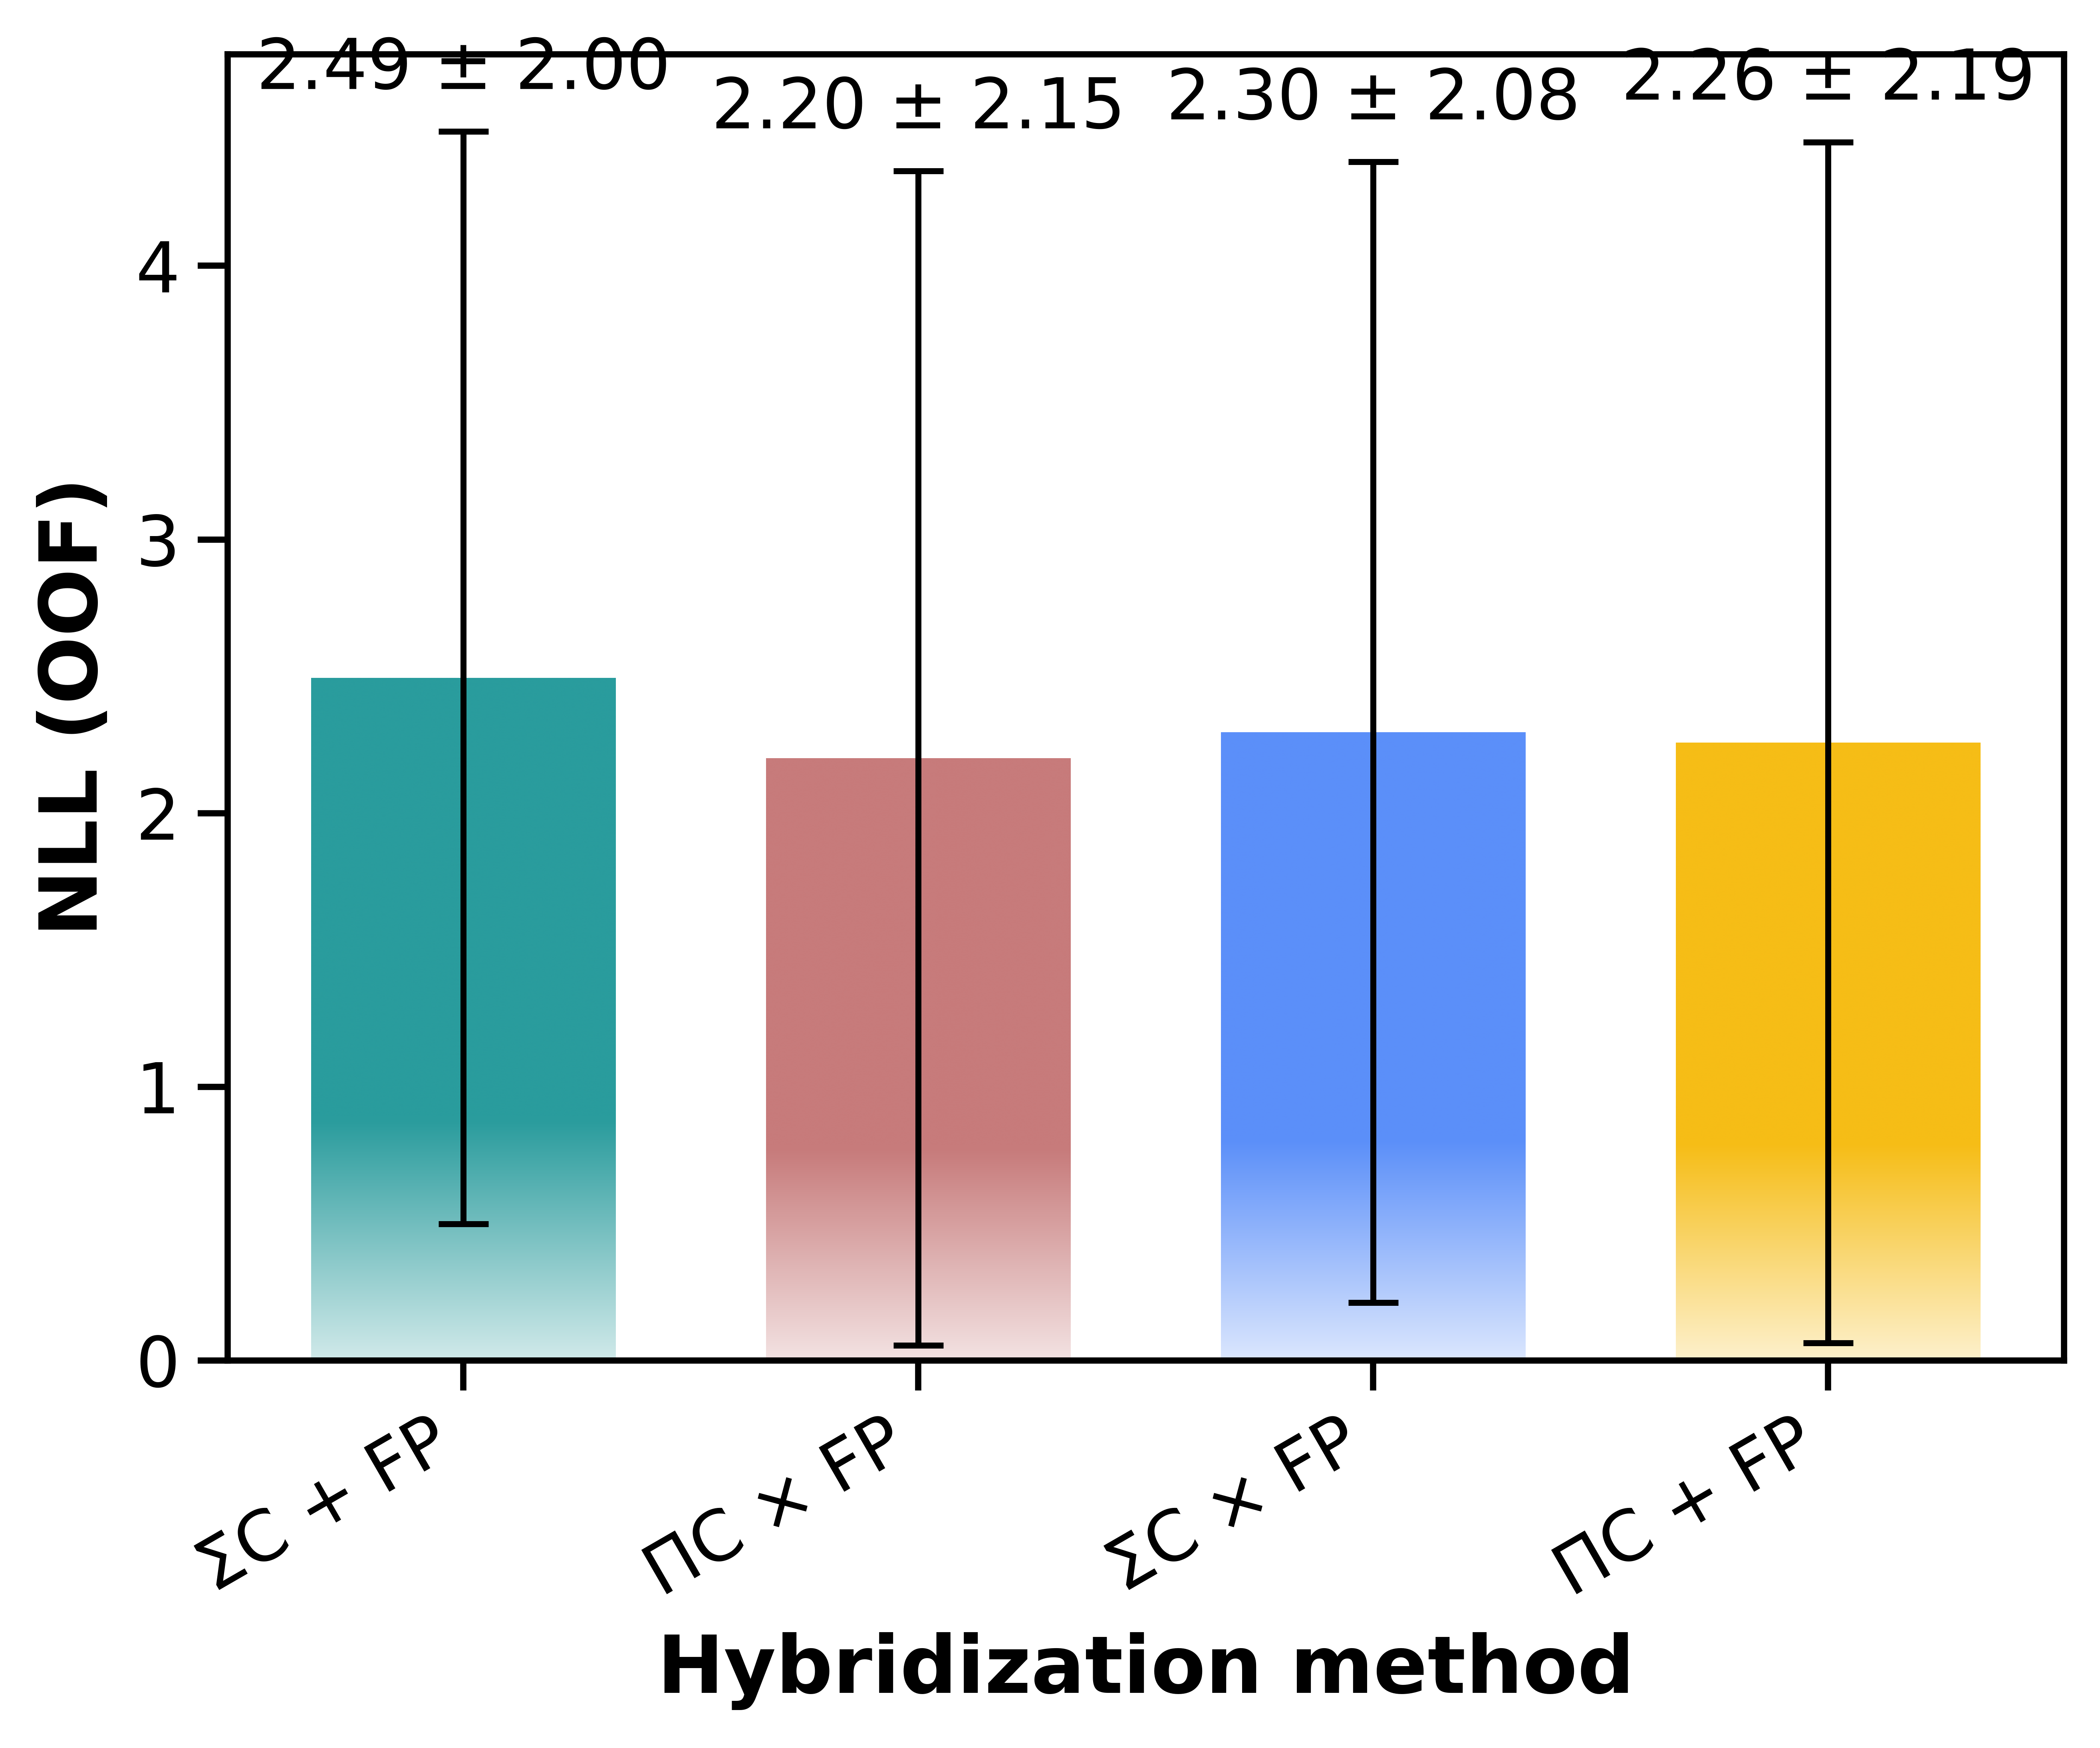 2.49 ± 2.00
2.20 ± 2.15
2.30 ± 2.08
2.26 ± 2.19
NLL (OOF)
4
3
2
1
0
ΣC + FP
ΠC × FP
ΣC × FP
ΠC + FP
Hybridization method